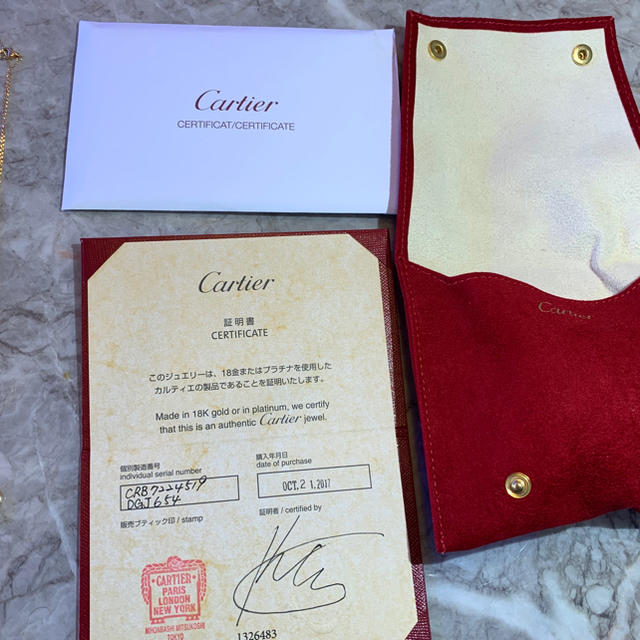 Cartier
CERTIFICAT/CERTIFICATE
Cartier
Cartier
証明書
CERTIFICATE
このジュエリーは、18金またはプラチナを使用した
カルティエの製品であることを証明いたします。
Made in 18K gold or in platinum, we certify
that this is an authentic Cartier jewel.
個別製造番号
individual serial number
CRB7224519
DGJ654
購入年月日
date of purchase
OCT. 2 1. 2017
販売ブティック印 / stamp
証明者 / certified by
CARTIER
PARIS
LONDON
NEW YORK
NIHONBASHI MITSUKOSHI
TOKYO
1326483